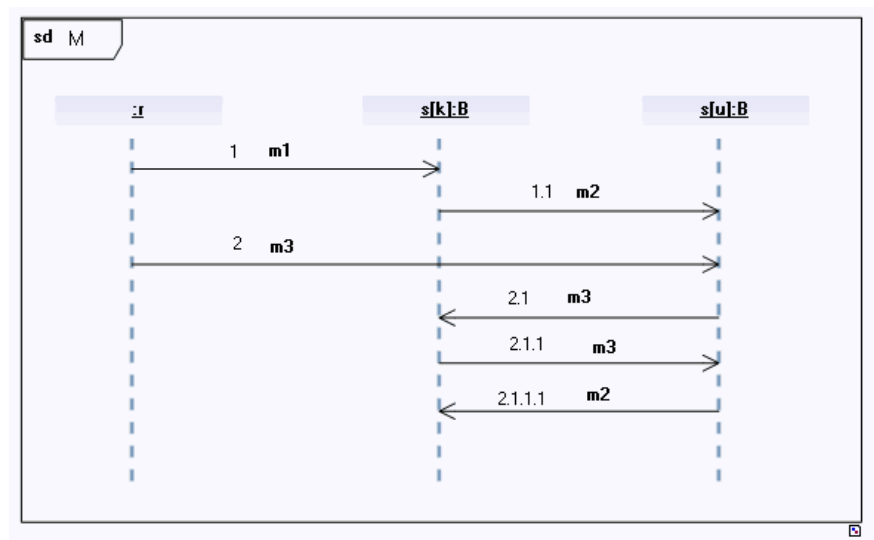 sd M
:r s[k]:B s[u]:B
1 m1
1.1 m2
2 m3
2.1 m3
2.1.1 m3
2.1.1.1 m2